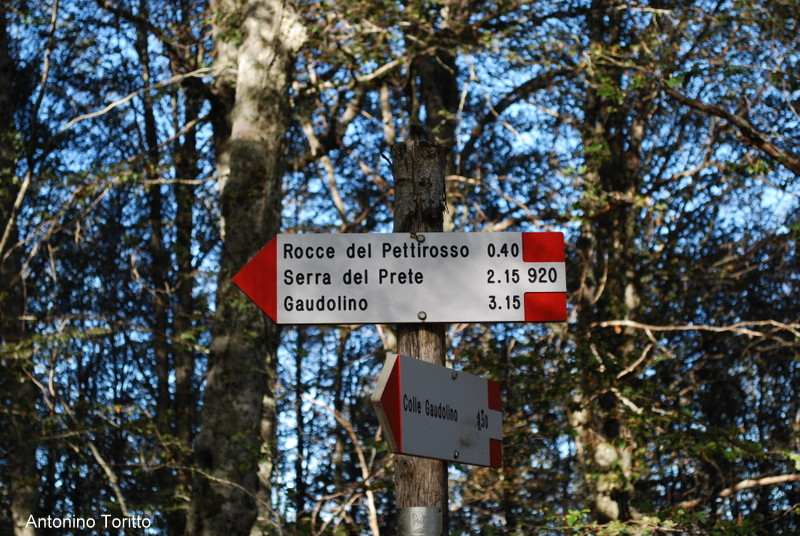 Rocce del Pettirosso 0.40
Serra del Prete 2.15 920
Gaudolino 3.15
Colle Gaudolino
Antonino Toritto